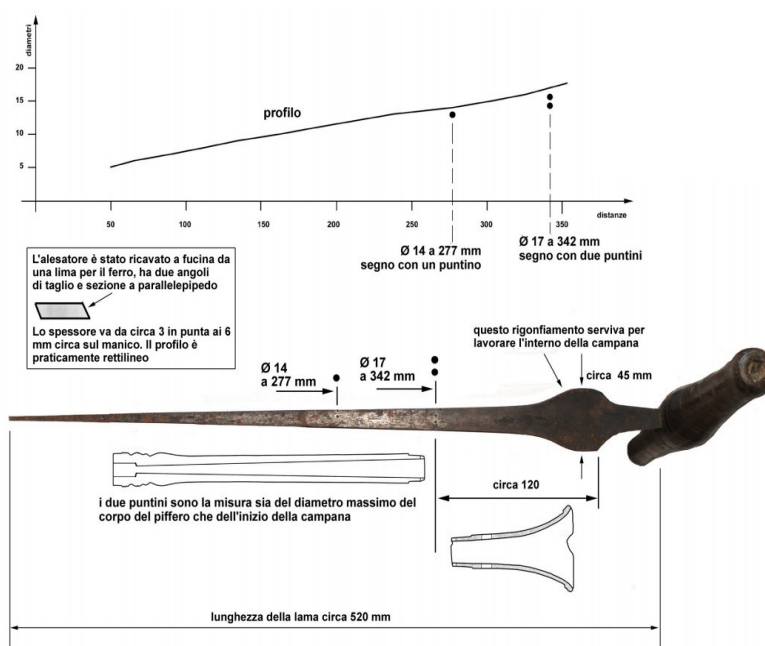 diametri
20
15
10
5
profilo
50
100
150
200
250
300
350
distanze
Ø 14 a 277 mm
segno con un puntino
Ø 17 a 342 mm
segno con due puntini
L'alesatore è stato ricavato a fucina da
una lima per il ferro, ha due angoli
di taglio e sezione a parallelepipedo
Lo spessore va da circa 3 in punta ai 6
mm circa sul manico. Il profilo è
praticamente rettilineo
questo rigonfiamento serviva per
lavorare l'interno della campana
circa 45 mm
Ø 14
a 277 mm
Ø 17
a 342 mm
i due puntini sono la misura sia del diametro massimo del
corpo del piffero che dell'inizio della campana
circa 120
lunghezza della lama circa 520 mm